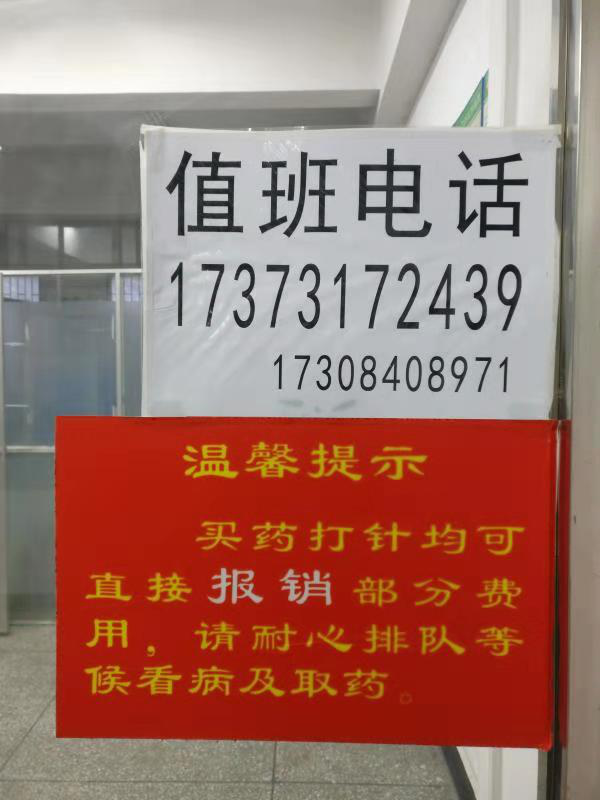 值班电话
17373172439
17308408971
温馨提示
买药打针均可
直接报销部分费
用，请耐心排队等
候看病及取药。